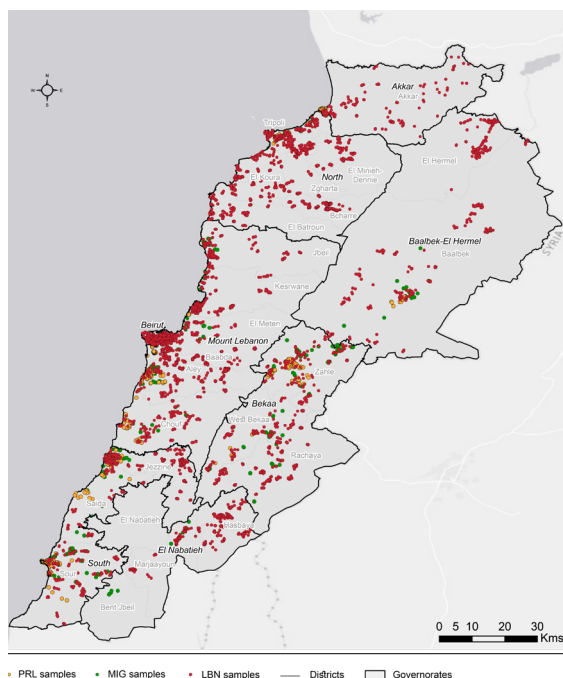 N
W E
S
Akkar
Akkar
Tripoli
El Hermel
El Minieh-
Dennie
El Koura
North
Zgharta
Bcharre
El Batroun
Baalbek-El Hermel
Baalbek
SYRIA
Jbeil
Kesrwane
Beirut
El Meten
Mount Lebanon
Baabda
Aley
Zahle
Bekaa
Chouf
West Bekaa
Rachaya
Jezzine
Saida
El Nabatieh
Hasbaya
El Nabatieh
South
Marjaayoun
Sour
Bent Jbeil
0 5 10 20 30
Kms
PRL samples MIG samples LBN samples Districts Governorates